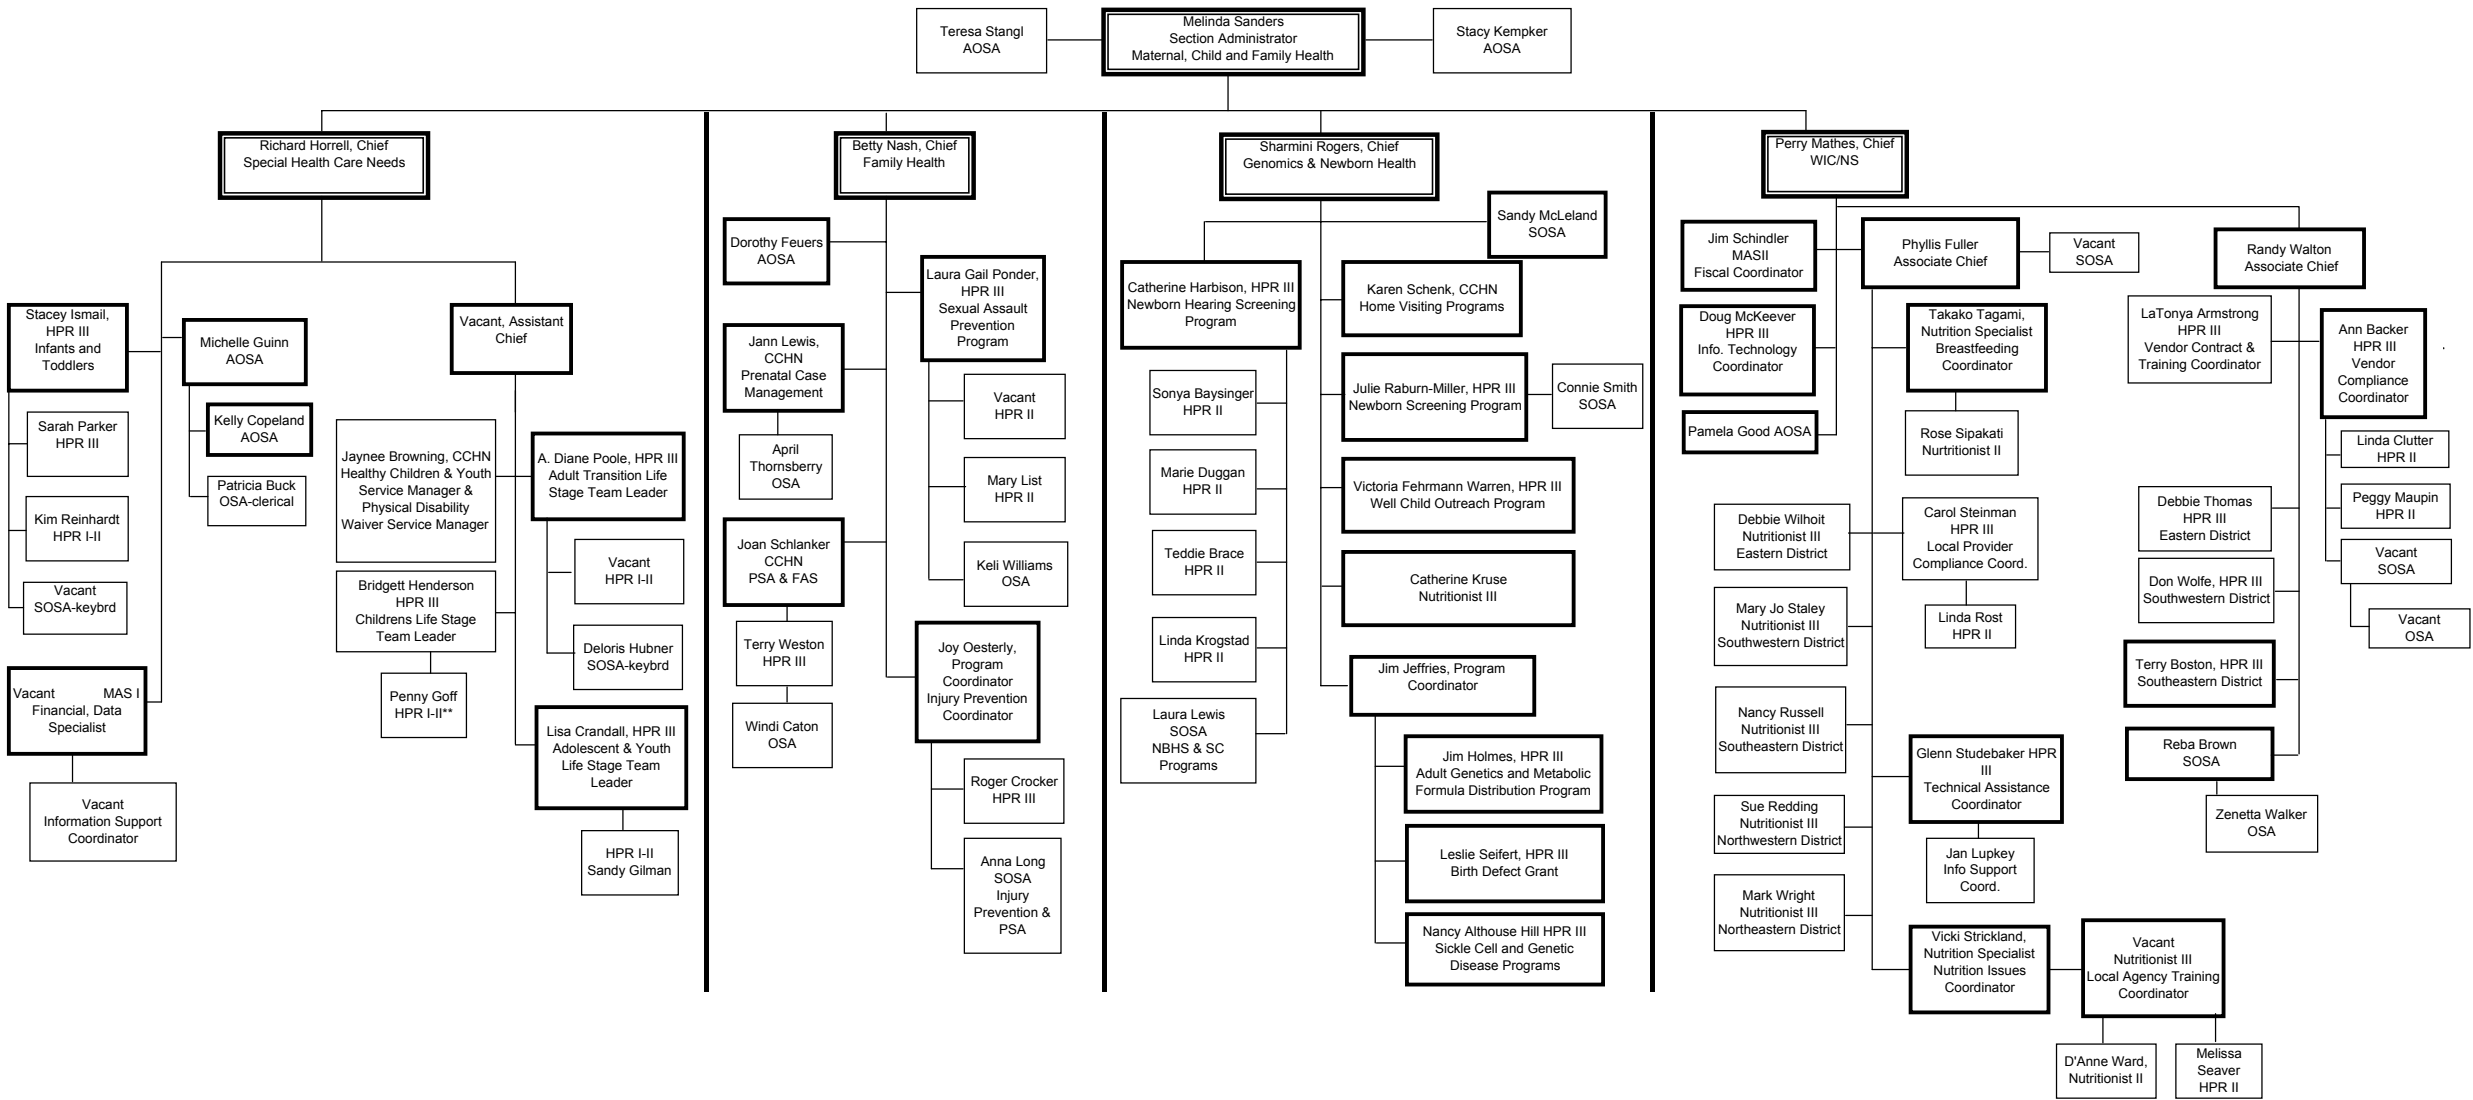 Teresa Stangl
AOSA
Melinda Sanders
Section Administrator
Maternal, Child and Family Health
Stacy Kempker
AOSA
Richard Horrell, Chief
Special Health Care Needs
Stacey Ismail,
HPR III
Infants and
Toddlers
Sarah Parker
HPR III
Kim Reinhardt
HPR I-II
Vacant
SOSA-keybrd
Michelle Guinn
AOSA
Kelly Copeland
AOSA
Patricia Buck
OSA-clerical
Vacant MAS I
Financial, Data
Specialist
Vacant
Information Support
Coordinator
Vacant, Assistant
Chief
Jaynee Browning, CCHN
Healthy Children & Youth
Service Manager &
Physical Disability
Waiver Service Manager
A. Diane Poole, HPR III
Adult Transition Life
Stage Team Leader
Vacant
HPR I-II
Deloris Hubner
SOSA-keybrd
Bridgett Henderson
HPR III
Childrens Life Stage
Team Leader
Penny Goff
HPR I-II**
Lisa Crandall, HPR III
Adolescent & Youth
Life Stage Team
Leader
HPR I-II
Sandy Gilman
Betty Nash, Chief
Family Health
Dorothy Feuers
AOSA
Laura Gail Ponder,
HPR III
Sexual Assault
Prevention
Program
Vacant
HPR II
Mary List
HPR II
Keli Williams
OSA
Jann Lewis,
CCHN
Prenatal Case
Management
April
Thornsberry
OSA
Joan Schlanker
CCHN
PSA & FAS
Terry Weston
HPR III
Windi Caton
OSA
Joy Oesterly,
Program
Coordinator
Injury Prevention
Coordinator
Roger Crocker
HPR III
Anna Long
SOSA
Injury
Prevention &
PSA
Sharmini Rogers, Chief
Genomics & Newborn Health
Sandy McLeland
SOSA
Catherine Harbison, HPR III
Newborn Hearing Screening
Program
Sonya Baysinger
HPR II
Marie Duggan
HPR II
Teddie Brace
HPR II
Linda Krogstad
HPR II
Laura Lewis
SOSA
NBHS & SC
Programs
Karen Schenk, CCHN
Home Visiting Programs
Julie Raburn-Miller, HPR III
Newborn Screening Program
Connie Smith
SOSA
Victoria Fehrmann Warren, HPR III
Well Child Outreach Program
Catherine Kruse
Nutritionist III
Jim Jeffries, Program
Coordinator
Jim Holmes, HPR III
Adult Genetics and Metabolic
Formula Distribution Program
Leslie Seifert, HPR III
Birth Defect Grant
Nancy Althouse Hill HPR III
Sickle Cell and Genetic
Disease Programs
Perry Mathes, Chief
WIC/NS
Jim Schindler
MASII
Fiscal Coordinator
Doug McKeever
HPR III
Info. Technology
Coordinator
Pamela Good AOSA
Phyllis Fuller
Associate Chief
Vacant
SOSA
Takako Tagami,
Nutrition Specialist
Breastfeeding
Coordinator
Rose Sipakati
Nurtritionist II
Debbie Wilhoit
Nutritionist III
Eastern District
Carol Steinman
HPR III
Local Provider
Compliance Coord.
Linda Rost
HPR II
Mary Jo Staley
Nutritionist III
Southwestern District
Nancy Russell
Nutritionist III
Southeastern District
Glenn Studebaker HPR
III
Technical Assistance
Coordinator
Jan Lupkey
Info Support
Coord.
Sue Redding
Nutritionist III
Northwestern District
Mark Wright
Nutritionist III
Northeastern District
Vicki Strickland,
Nutrition Specialist
Nutrition Issues
Coordinator
Vacant
Nutritionist III
Local Agency Training
Coordinator
D'Anne Ward,
Nutritionist II
Melissa
Seaver
HPR II
Randy Walton
Associate Chief
LaTonya Armstrong
HPR III
Vendor Contract &
Training Coordinator
Ann Backer
HPR III
Vendor
Compliance
Coordinator
Linda Clutter
HPR II
Peggy Maupin
HPR II
Vacant
SOSA
Vacant
OSA
Debbie Thomas
HPR III
Eastern District
Don Wolfe, HPR III
Southwestern District
Terry Boston, HPR III
Southeastern District
Reba Brown
SOSA
Zenetta Walker
OSA